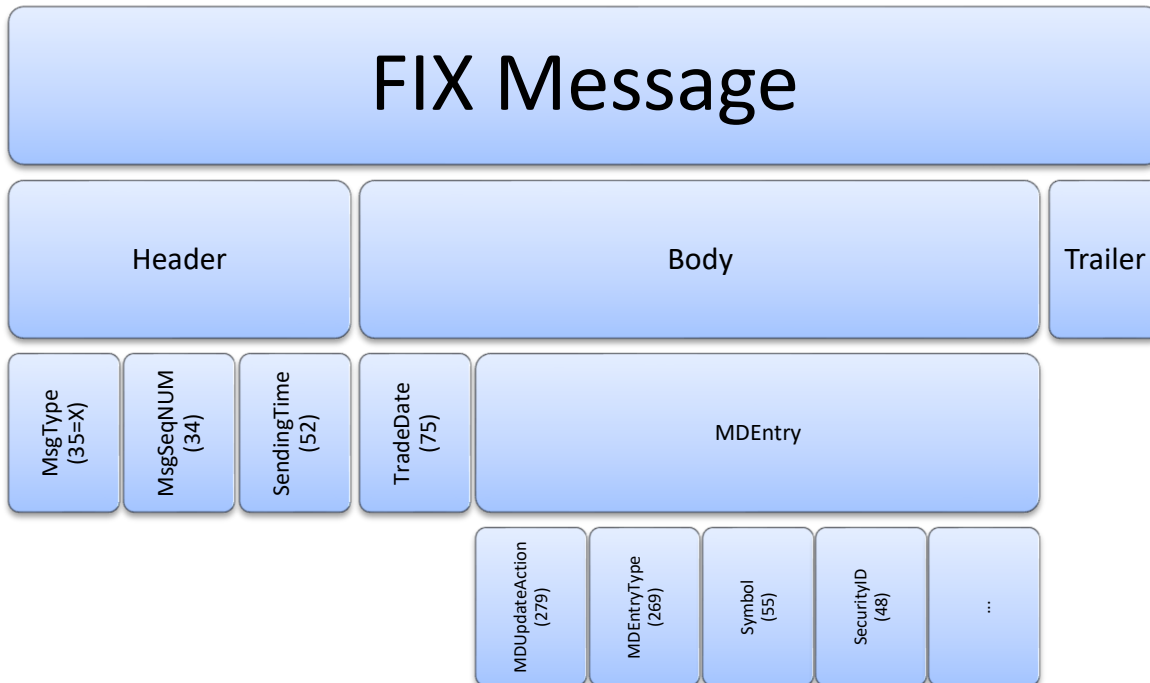 FIX Message
Header
Body
Trailer
MsgType
(35=X)
MsgSeqNUM
(34)
SendingTime
(52)
TradeDate
(75)
MDEntry
MDUpdateAction
(279)
MDEntryType
(269)
Symbol
(55)
SecurityID
(48)
...